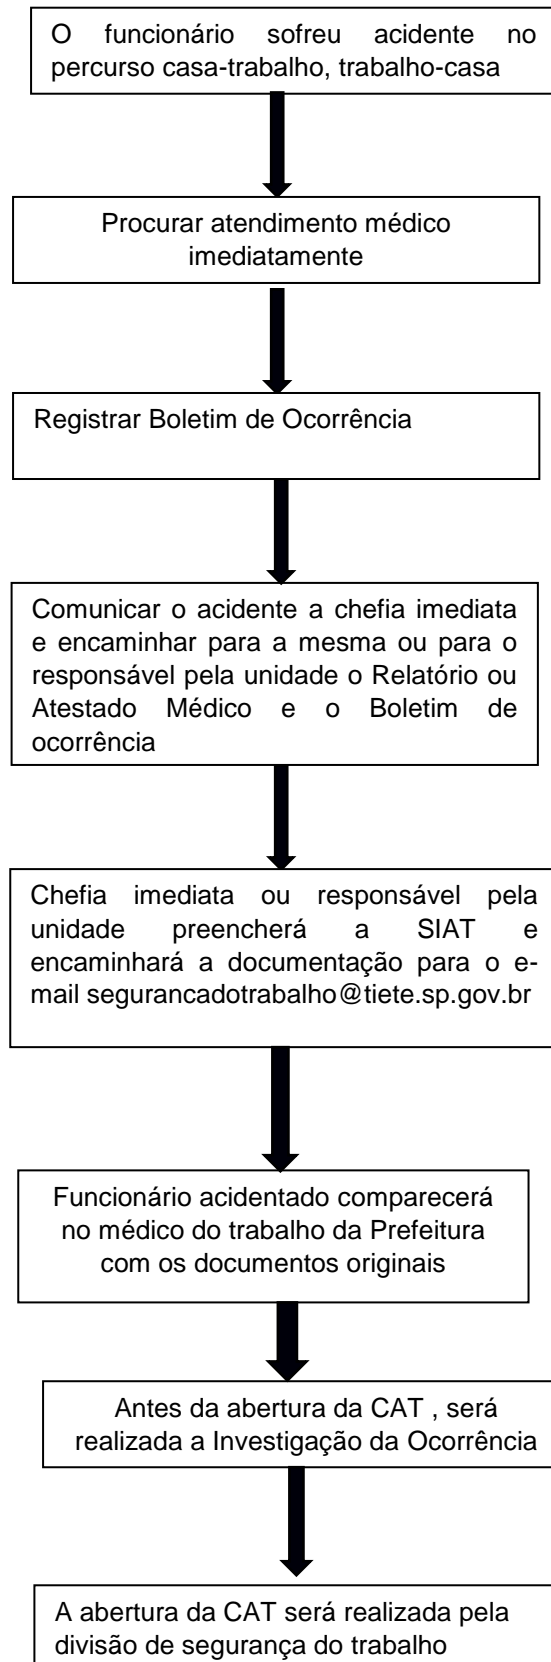 O funcionário sofreu acidente no
percurso casa-trabalho, trabalho-casa
Procurar atendimento médico
imediatamente
Registrar Boletim de Ocorrência
Comunicar o acidente a chefia imediata
e encaminhar para a mesma ou para o
responsável pela unidade o Relatório ou
Atestado Médico e o Boletim de
ocorrência
Chefia imediata ou responsável pela
unidade preencherá a SIAT e
encaminhará a documentação para o e-
mail segurancadotrabalho@tiete.sp.gov.br
Funcionário acidentado comparecerá
no médico do trabalho da Prefeitura
com os documentos originais
Antes da abertura da CAT , será
realizada a Investigação da Ocorrência
A abertura da CAT será realizada pela
divisão de segurança do trabalho